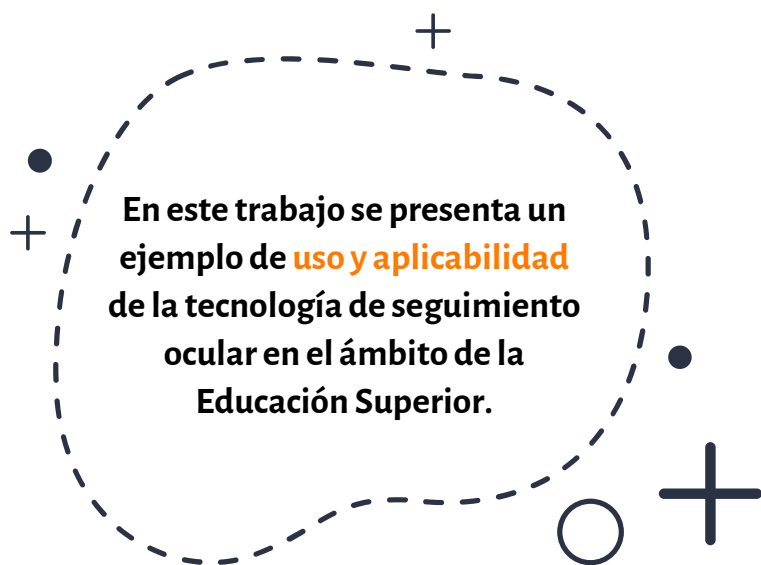 En este trabajo se presenta un
ejemplo de uso y aplicabilidad
de la tecnología de seguimiento
ocular en el ámbito de la
Educación Superior.